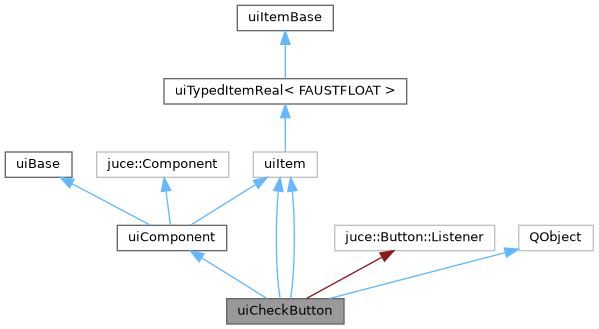 uiItemBase
uiTypedItemReal< FAUSTFLOAT >
uiBase
juce::Component
uiItem
uiComponent
juce::Button::Listener
QObject
uiCheckButton